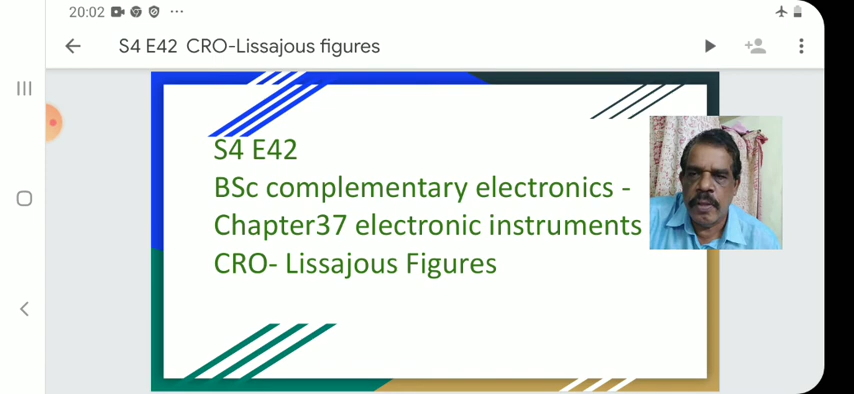 20:02
S4 E42 CRO-Lissajous figures
S4 E42
BSc complementary electronics -
Chapter37 electronic instruments
CRO- Lissajous Figures